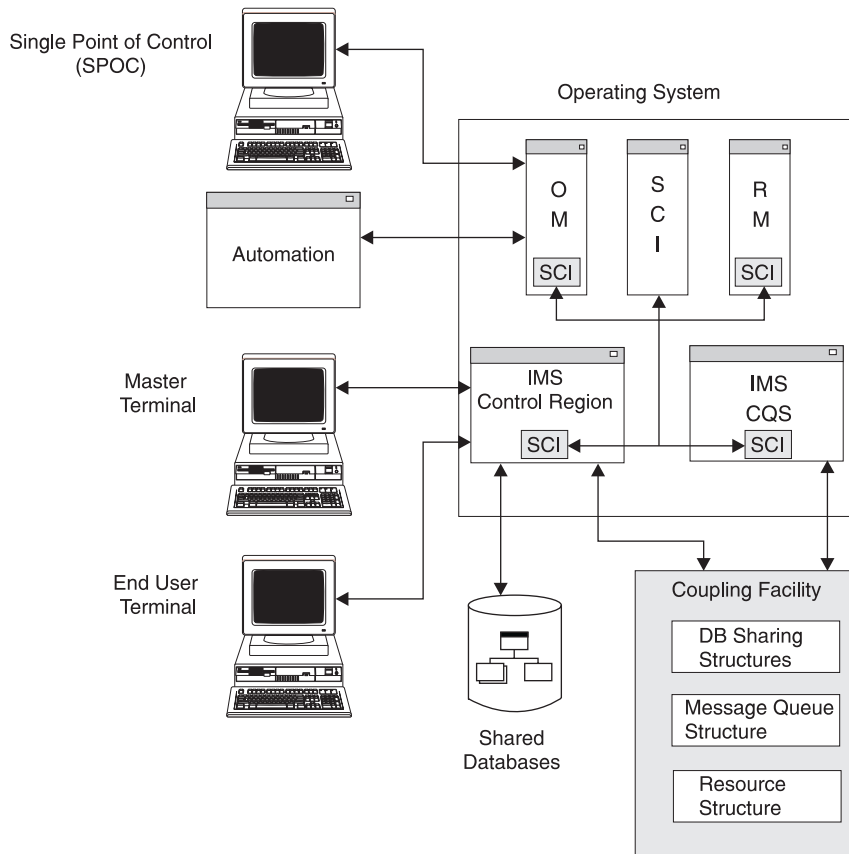 Single Point of Control
(SPOC)
Operating System
O
M
SCI
S
C
I
R
M
SCI
Automation
Master
Terminal
IMS
Control Region
SCI
IMS
CQS
SCI
End User
Terminal
Shared
Databases
Coupling Facility
DB Sharing
Structures
Message Queue
Structure
Resource
Structure